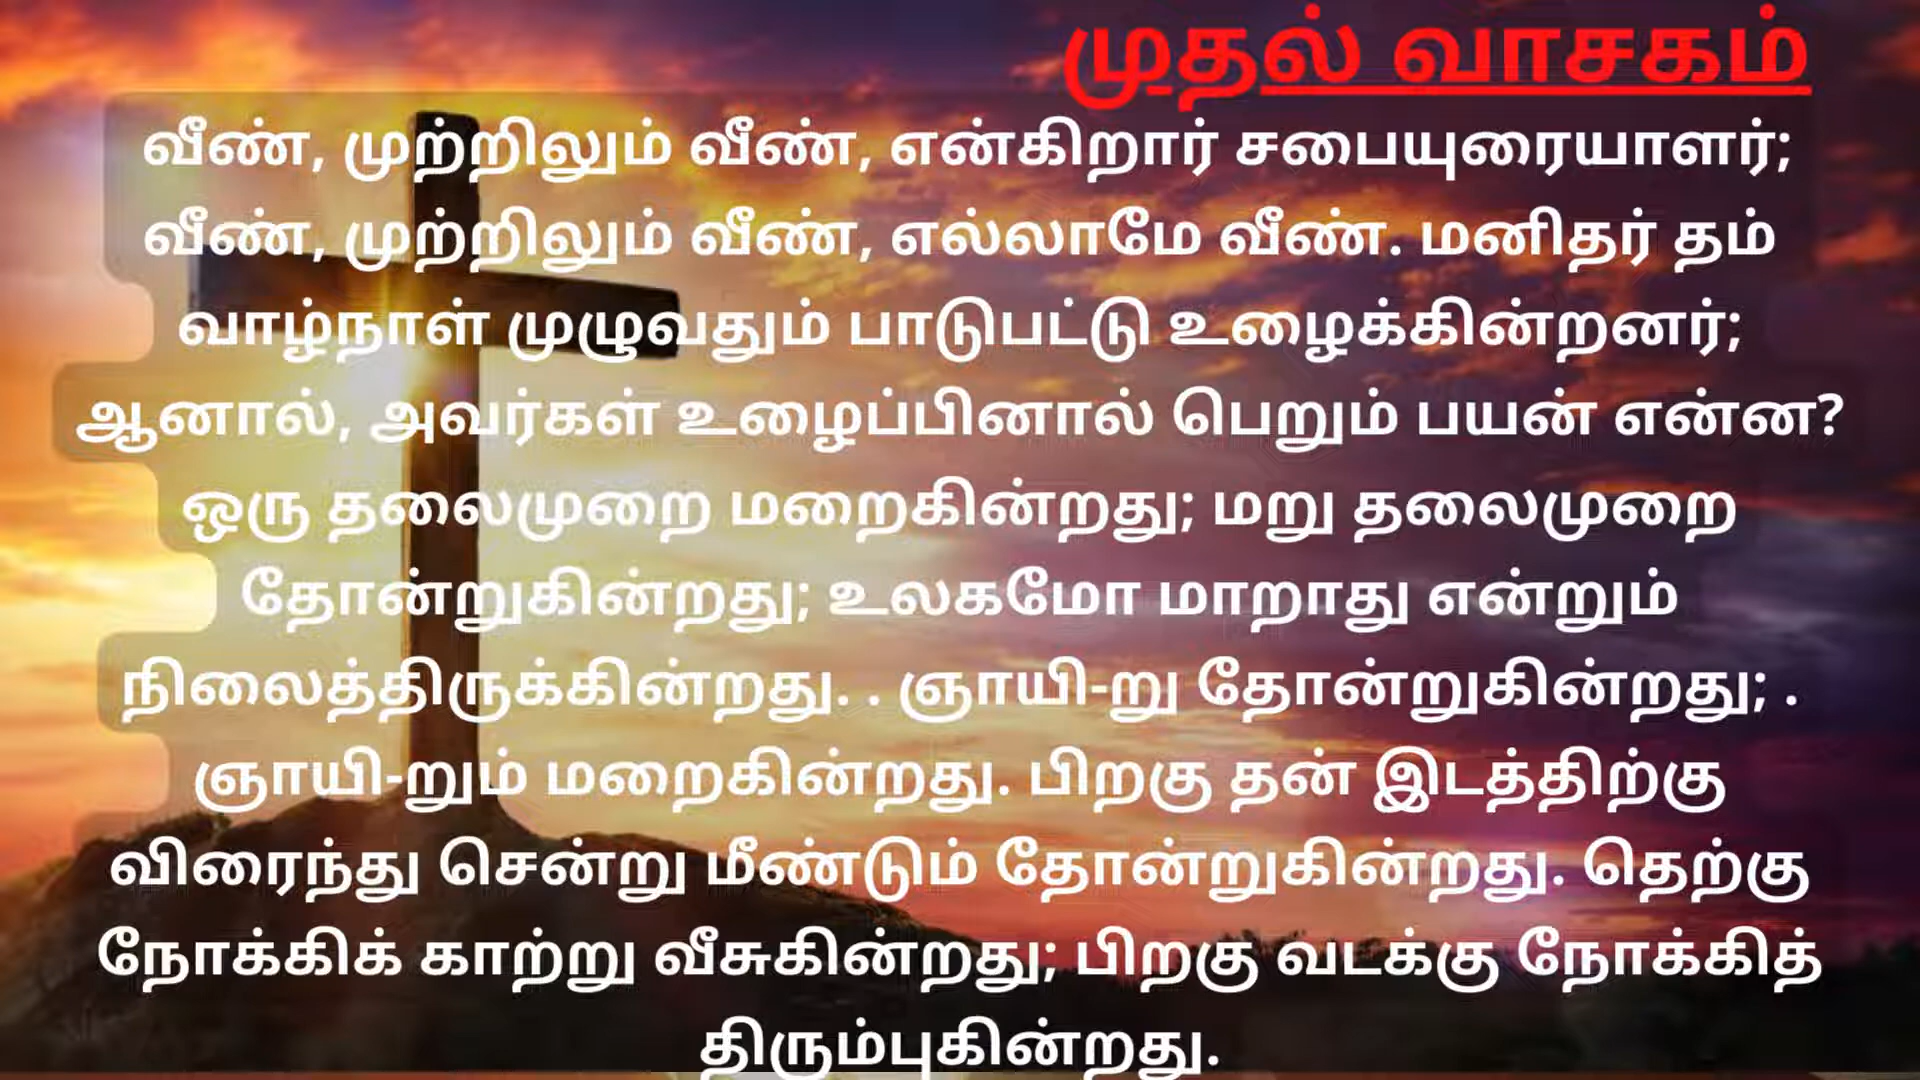 முதல் வாசகம்
வீண், முற்றிலும் வீண், என்கிறார் சபையுரையாளர்;
வீண், முற்றிலும் வீண், எல்லாமே வீண். மனிதர் தம்
வாழ்நாள் முழுவதும் பாடுபட்டு உழைக்கின்றனர்;
ஆனால், அவர்கள் உழைப்பினால் பெறும் பயன் என்ன?
ஒரு தலைமுறை மறைகின்றது; மறு தலைமுறை
தோன்றுகின்றது; உலகமோ மாறாது என்றும்
நிலைத்திருக்கின்றது. . ஞாயி-று தோன்றுகின்றது; .
ஞாயி-றும் மறைகின்றது. பிறகு தன் இடத்திற்கு
விரைந்து சென்று மீண்டும் தோன்றுகின்றது. தெற்கு
நோக்கிக் காற்று வீசுகின்றது; பிறகு வடக்கு நோக்கித்
திரும்புகின்றது.